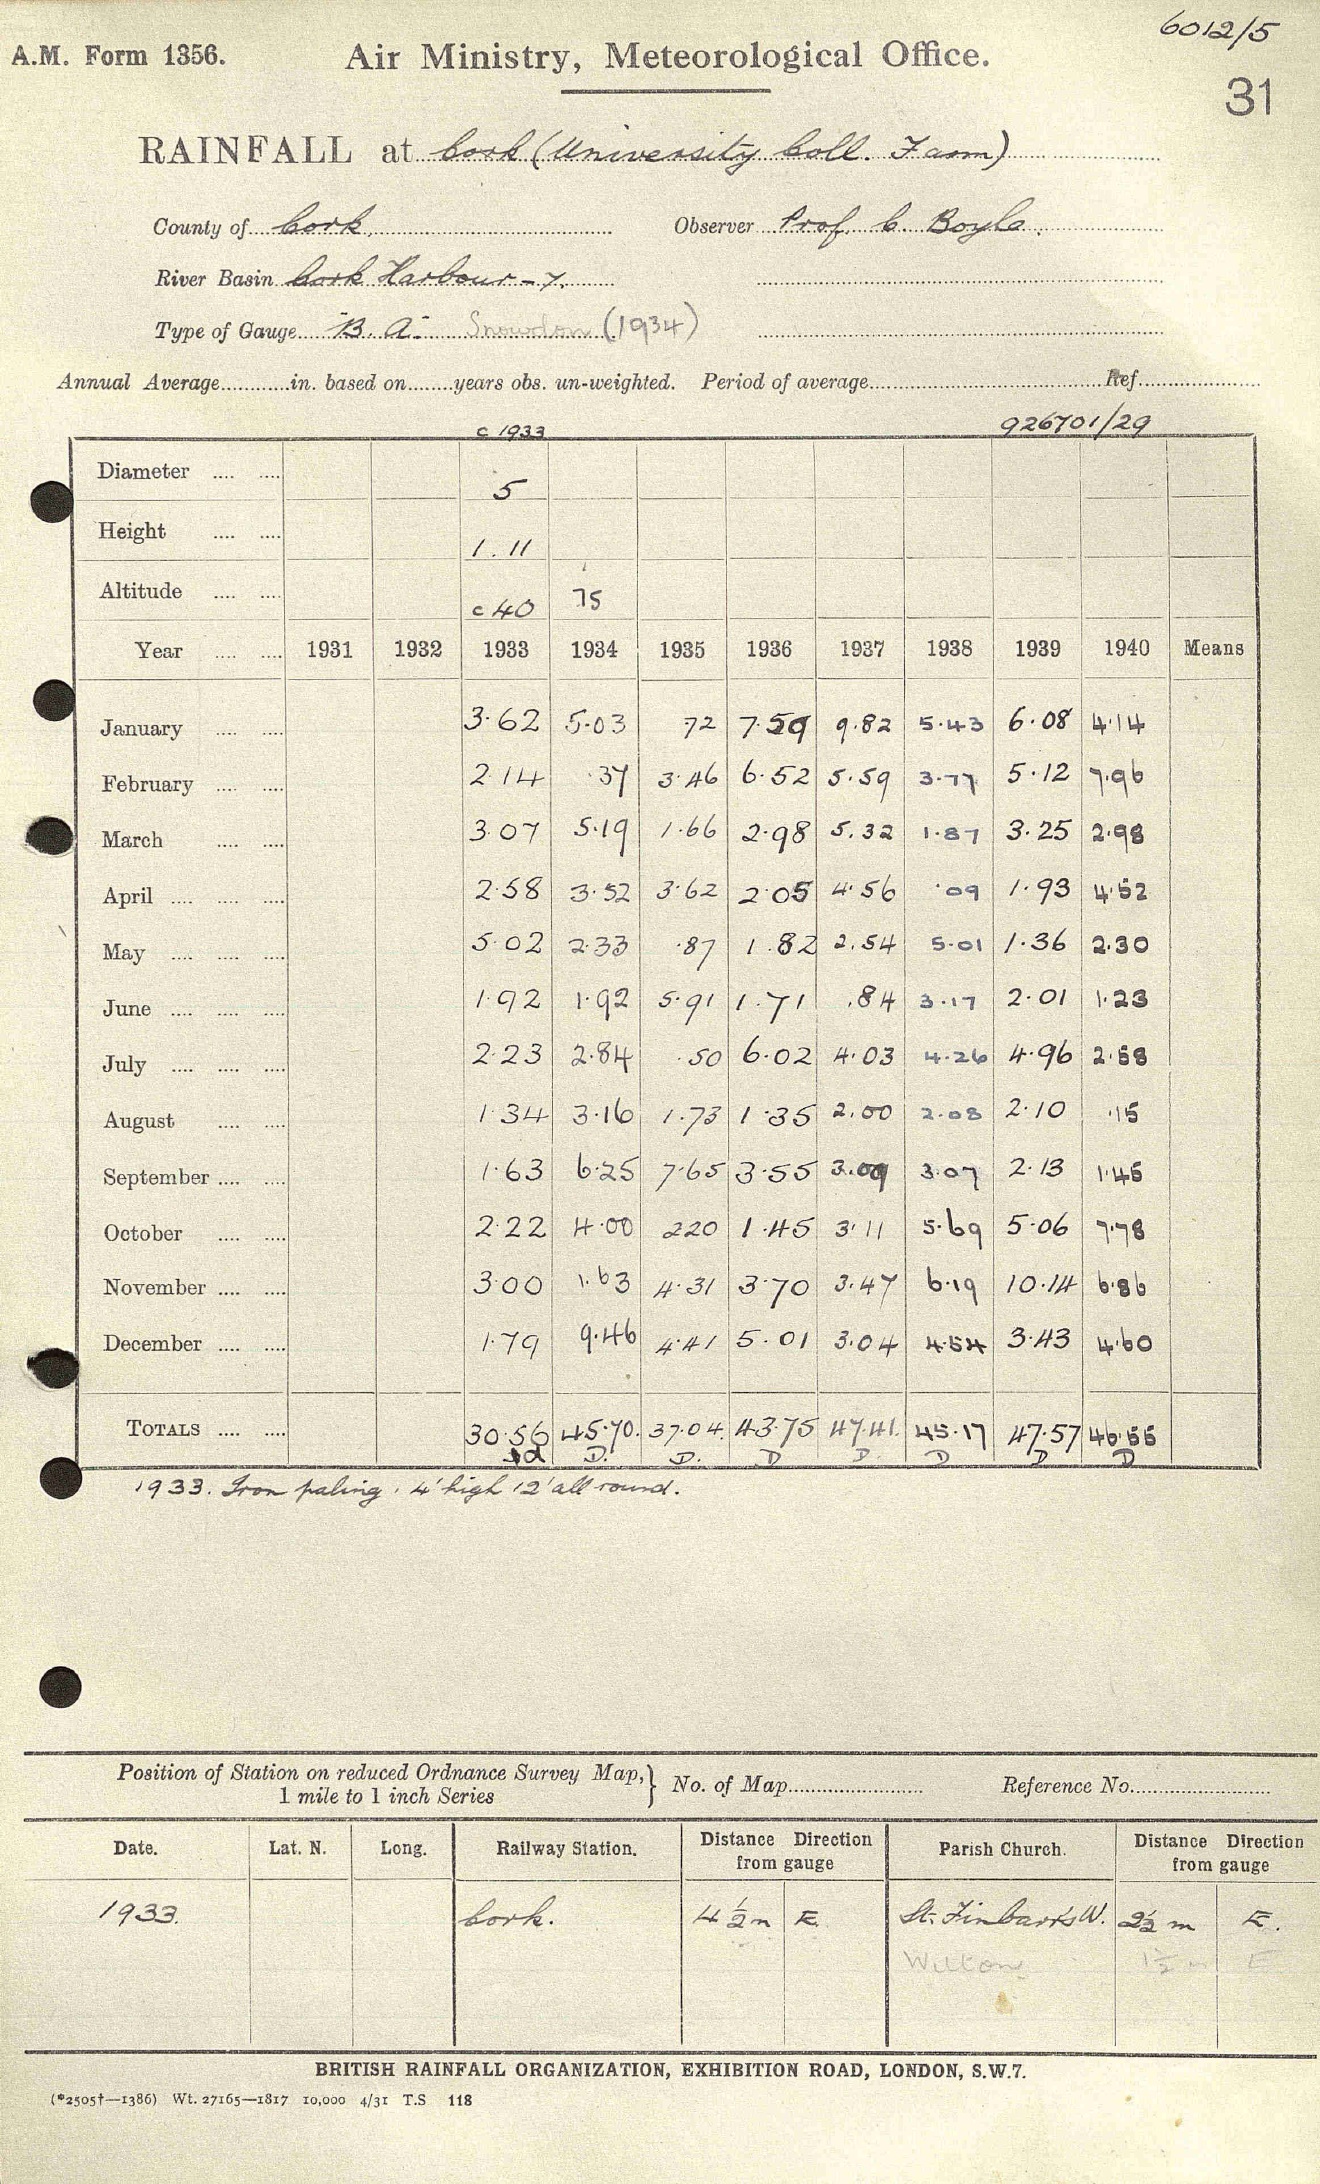 6012/5
A.M. Form 1356. Air Ministry, Meteorological Office.
31
RAINFALL at Cork (University Coll. Farm)
County of Cork. Observer Prof. C. Boyle.
River Basin Cork Harbour - 7.
Type of Gauge "B. A." Snowdon (1934)
Annual Average............in. based on........years obs. un-weighted. Period of average............ Ref............
c 1933 926701/29
Diameter .... .... 5
Height .... .... 1. 11
Altitude .... .... c 40 75
Year .... .... 1931 1932 1933 1934 1935 1936 1937 1938 1939 1940 Means
January .... .... 3.62 5.03 72 7.59 9.82 5.43 6.08 4.14
February .... .... 2.14 .37 3.46 6.52 5.59 3.77 5.12 7.96
March .... .... 3.07 5.19 1.66 2.98 5.32 1.87 3.25 2.98
April .... .... .... 2.58 3.52 3.62 2.05 4.56 .09 1.93 4.52
May .... .... .... 5.02 2.33 .87 1.82 2.54 5.01 1.36 2.30
June .... .... .... 1.92 1.92 5.91 1.71 .84 3.17 2.01 1.23
July .... .... .... 2.23 2.84 .50 6.02 4.03 4.26 4.96 2.58
August .... .... 1.34 3.16 1.73 1.35 2.00 2.08 2.10 .15
September .... .... 1.63 6.25 7.65 3.55 3.09 3.07 2.13 1.45
October .... .... 2.22 4.00 220 1.45 3.11 5.69 5.06 7.78
November .... .... 3.00 1.63 4.31 3.70 3.47 6.19 10.14 6.86
December .... .... 1.79 9.46 4.41 5.01 3.04 4.54 3.43 4.60
TOTALS .... .... 30.56 45.70. 37.04. 43.75 47.41. 45.17 47.57 46.55
D. D. D D. D D D
1933. Iron paling. 4' high 12' all round.
Position of Station on reduced Ordnance Survey Map, 1 mile to 1 inch Series } No. of Map............ Reference No............
Date. Lat. N. Long. Railway Station. Distance Direction from gauge Parish Church. Distance Direction from gauge
1933. Cork. 4 1/2 m E. St. Finbarr's W. 2 1/2 m E.
Wilton 1 1/2 m E
BRITISH RAINFALL ORGANIZATION, EXHIBITION ROAD, LONDON, S.W.7.
(*2505†—1386) Wt. 27165—1817 10,000 4/31 T.S 118